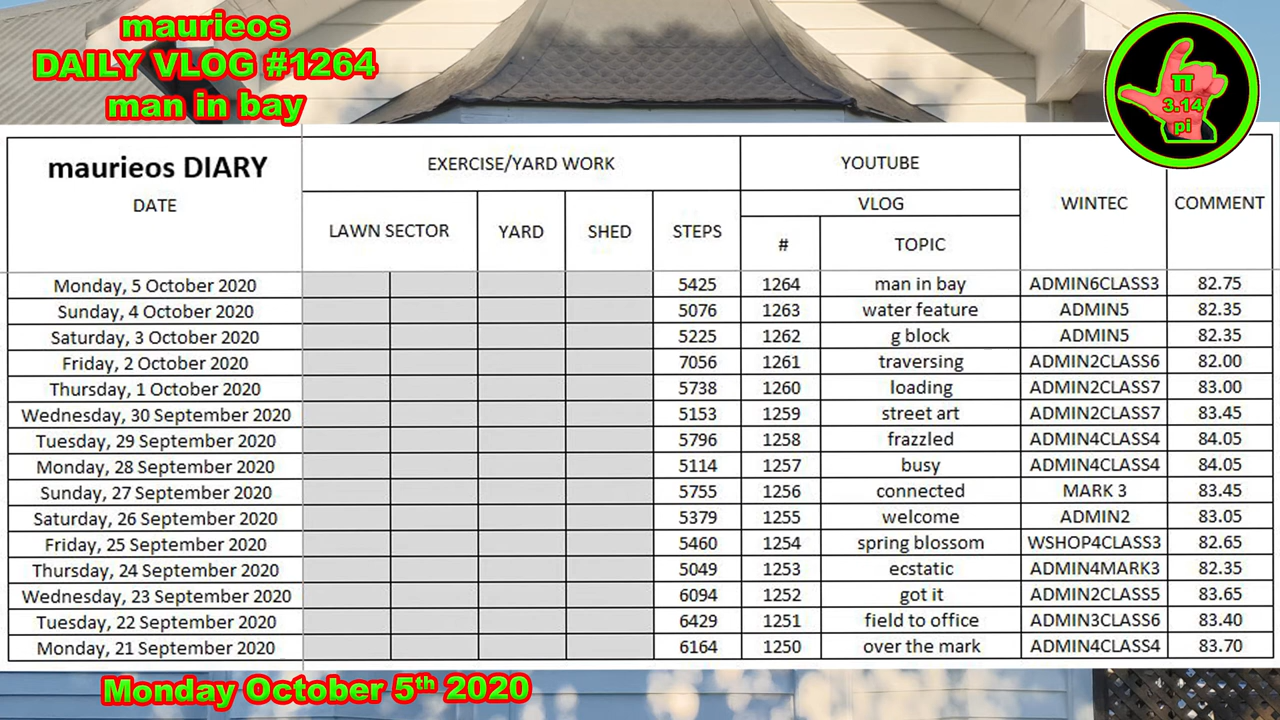 maurieos
DAILY VLOG #1264
man in bay
π
3.14
pi
maurieos DIARY
DATE
EXERCISE/YARD WORK
YOUTUBE
WINTEC
COMMENT
LAWN SECTOR
YARD
SHED
STEPS
VLOG
#
TOPIC
Monday, 5 October 2020 5425 1264 man in bay ADMIN6CLASS3 82.75
Sunday, 4 October 2020 5076 1263 water feature ADMIN5 82.35
Saturday, 3 October 2020 5225 1262 g block ADMIN5 82.35
Friday, 2 October 2020 7056 1261 traversing ADMIN2CLASS6 82.00
Thursday, 1 October 2020 5738 1260 loading ADMIN2CLASS7 83.00
Wednesday, 30 September 2020 5153 1259 street art ADMIN2CLASS7 83.45
Tuesday, 29 September 2020 5796 1258 frazzled ADMIN4CLASS4 84.05
Monday, 28 September 2020 5114 1257 busy ADMIN4CLASS4 84.05
Sunday, 27 September 2020 5755 1256 connected MARK 3 83.45
Saturday, 26 September 2020 5379 1255 welcome ADMIN2 83.05
Friday, 25 September 2020 5460 1254 spring blossom WSHOP4CLASS3 82.65
Thursday, 24 September 2020 5049 1253 ecstatic ADMIN4MARK3 82.35
Wednesday, 23 September 2020 6094 1252 got it ADMIN2CLASS5 83.65
Tuesday, 22 September 2020 6429 1251 field to office ADMIN3CLASS6 83.40
Monday, 21 September 2020 6164 1250 over the mark ADMIN4CLASS4 83.70
Monday October 5th 2020